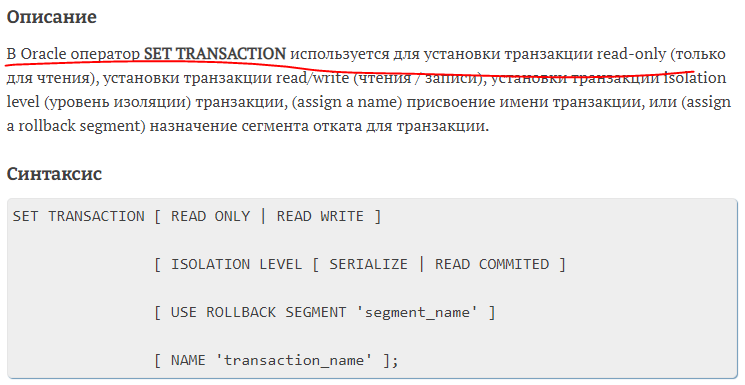 Описание
В Oracle оператор SET TRANSACTION используется для установки транзакции read-only (только
для чтения), установки транзакции read/write (чтения / записи), установки транзакции Isolation
level (уровень изоляции) транзакции, (assign a name) присвоение имени транзакции, или (assign
a rollback segment) назначение сегмента отката для транзакции.
Синтаксис
SET TRANSACTION [ READ ONLY | READ WRITE ]
[ ISOLATION LEVEL [ SERIALIZE | READ COMMITED ]
[ USE ROLLBACK SEGMENT 'segment_name' ]
[ NAME 'transaction_name' ];